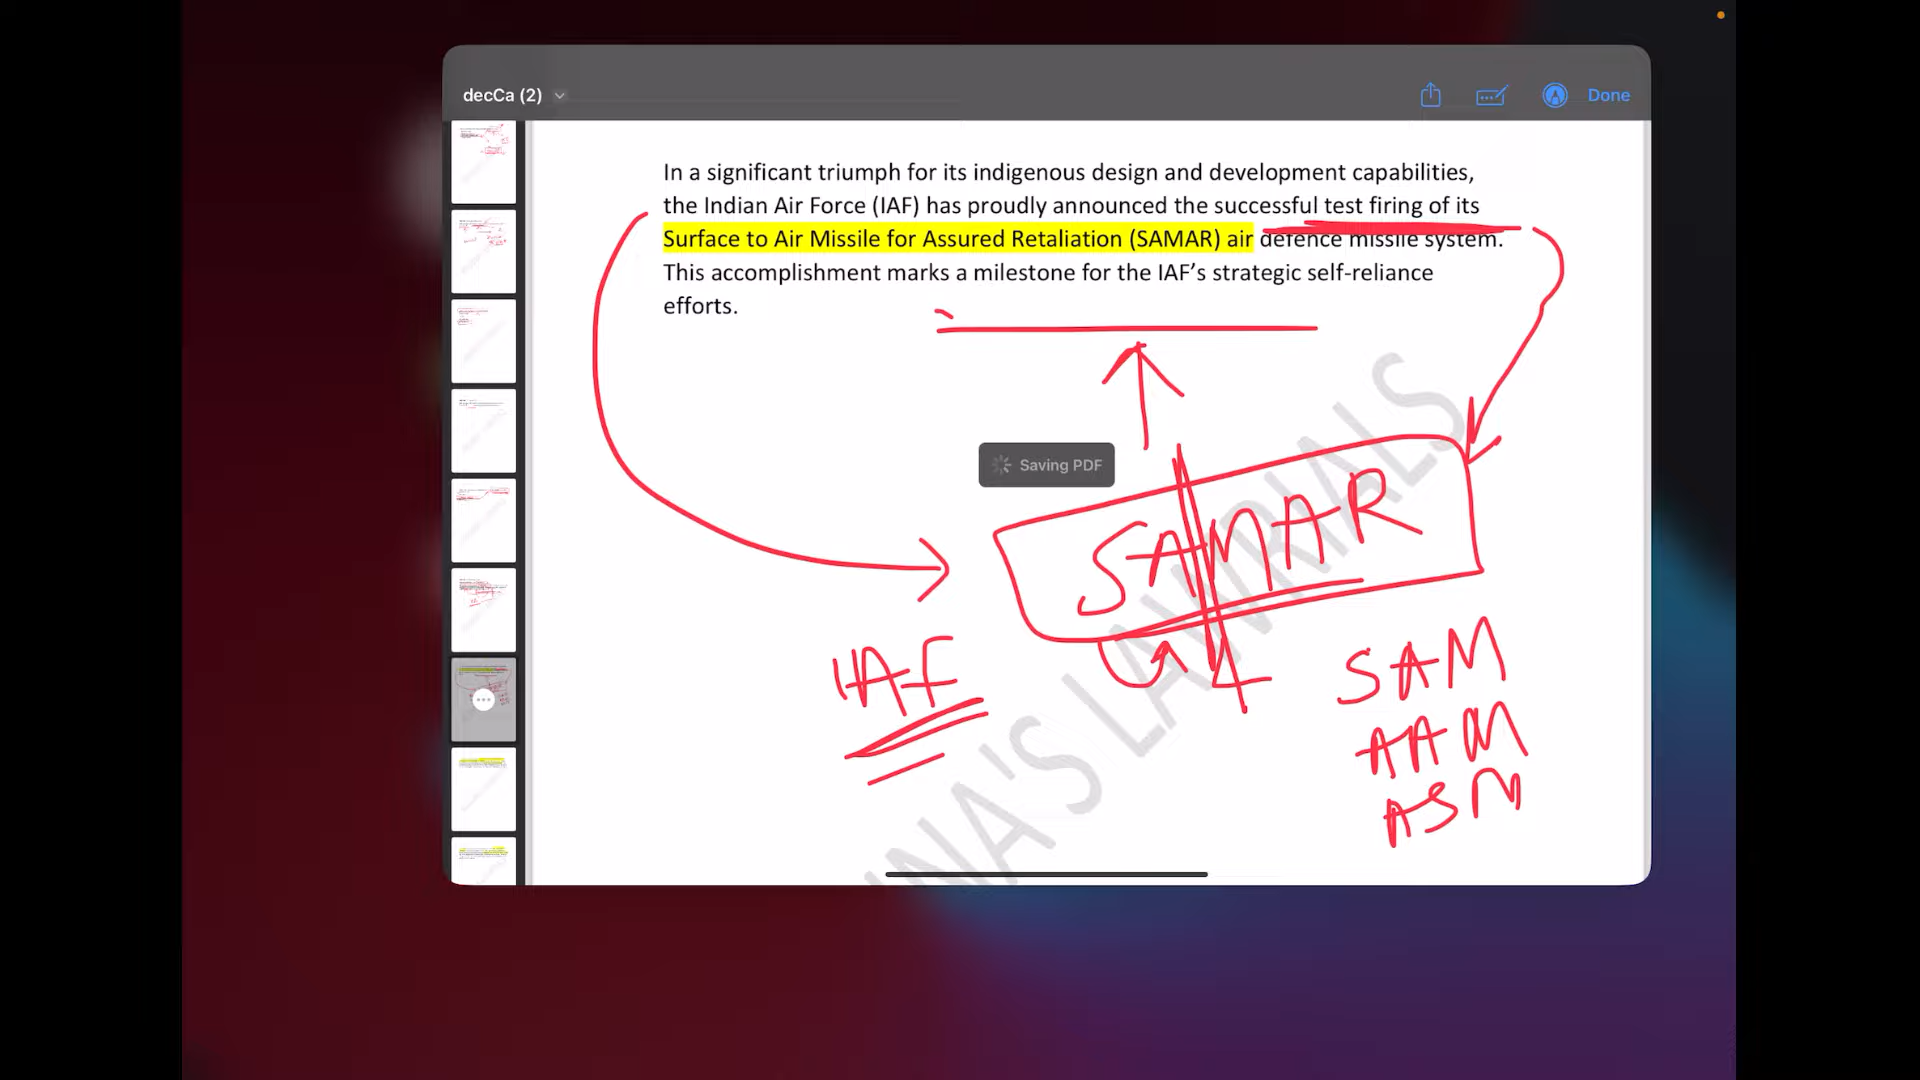 decCa (2)
Done
In a significant triumph for its indigenous design and development capabilities,
the Indian Air Force (IAF) has proudly announced the successful test firing of its
Surface to Air Missile for Assured Retaliation (SAMAR) air defence missile system.
This accomplishment marks a milestone for the IAF’s strategic self-reliance
efforts.
Saving PDF
SAMAR
IAF
SAM
AAM
ASM
NA'S LAWRIALS